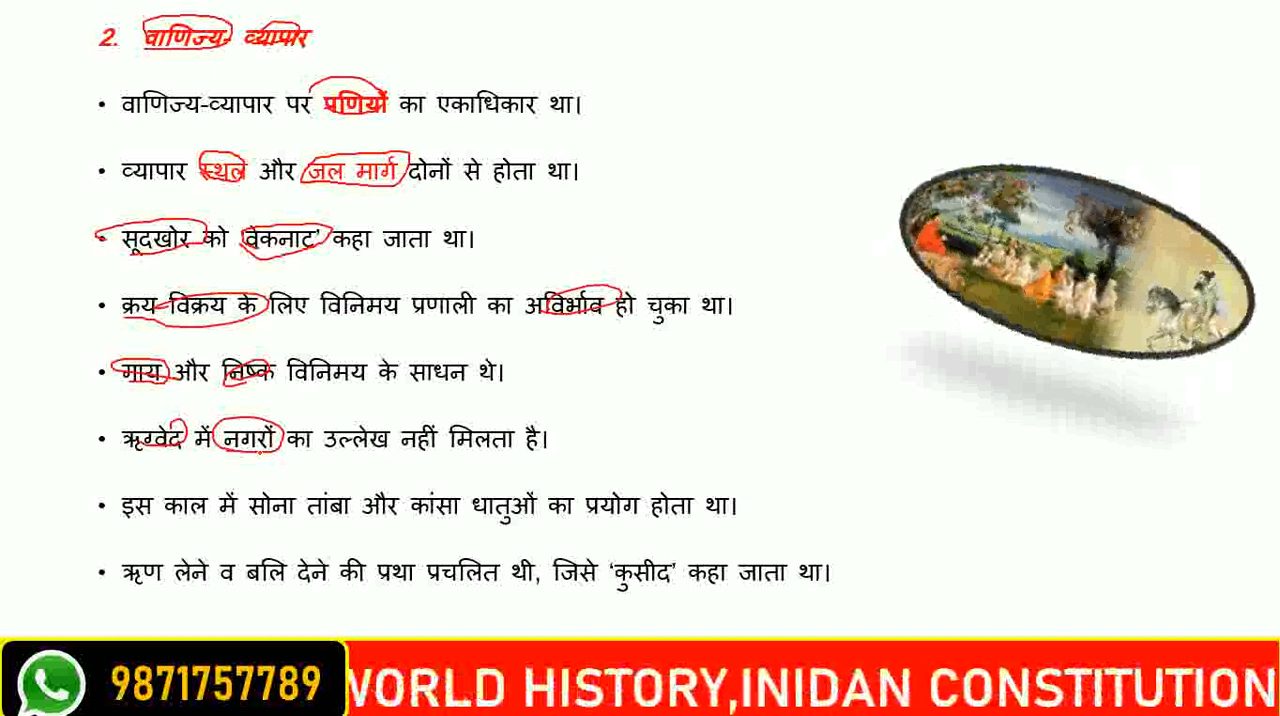 2. वाणिज्य- व्यापार
• वाणिज्य-व्यापार पर पणियों का एकाधिकार था।
• व्यापार स्थल और जल मार्ग दोनों से होता था।
• सूदखोर को 'वेकनाट' कहा जाता था।
• क्रय-विक्रय के लिए विनिमय प्रणाली का अविर्भाव हो चुका था।
• गाय और निष्क विनिमय के साधन थे।
• ऋग्वेद में नगरों का उल्लेख नहीं मिलता है।
• इस काल में सोना तांबा और कांसा धातुओं का प्रयोग होता था।
• ऋण लेने व बलि देने की प्रथा प्रचलित थी, जिसे 'कुसीद' कहा जाता था।
9871757789 WORLD HISTORY,INIDAN CONSTITUTION